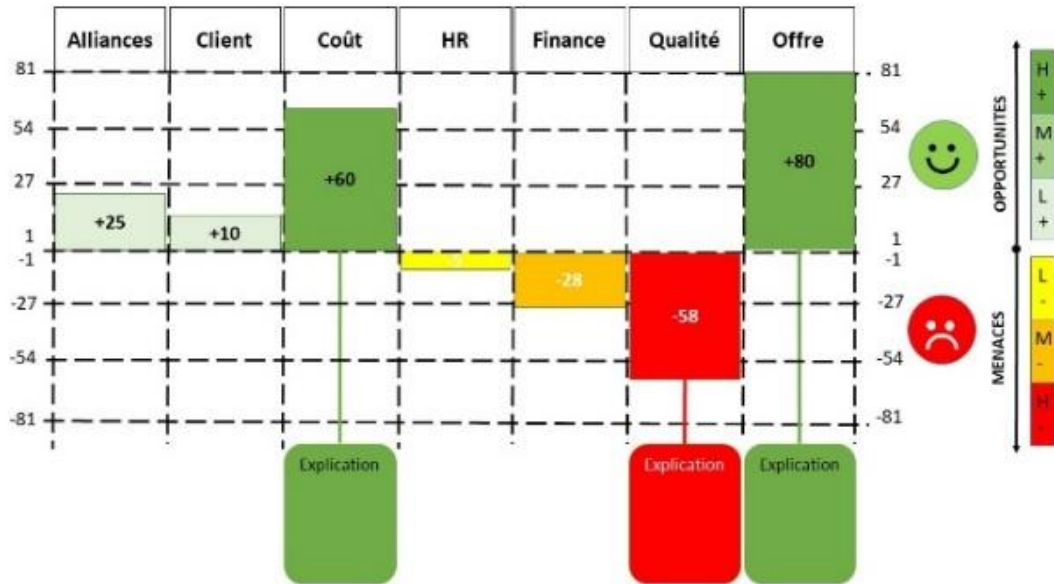 Alliances Client Coût HR Finance Qualité Offre
81 81
54 54
27 27
+25 +10 +60 +80
1 1
-1 -1
-28 -58
-27 -27
-54 -54
-81 -81
Explication Explication Explication
OPPORTUNITES
MENACES
H
+
M
+
L
+
L
-
M
-
H
-